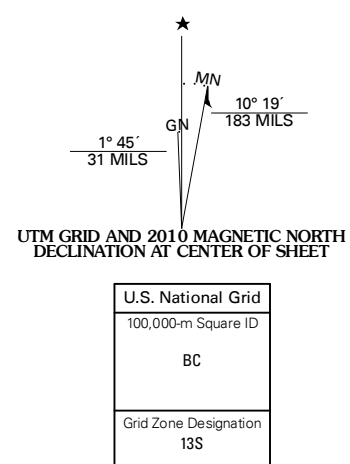 MN
10° 19´
183 MILS
GN
1° 45´
31 MILS
UTM GRID AND 2010 MAGNETIC NORTH
DECLINATION AT CENTER OF SHEET
U.S. National Grid
100,000-m Square ID
BC
Grid Zone Designation
13S